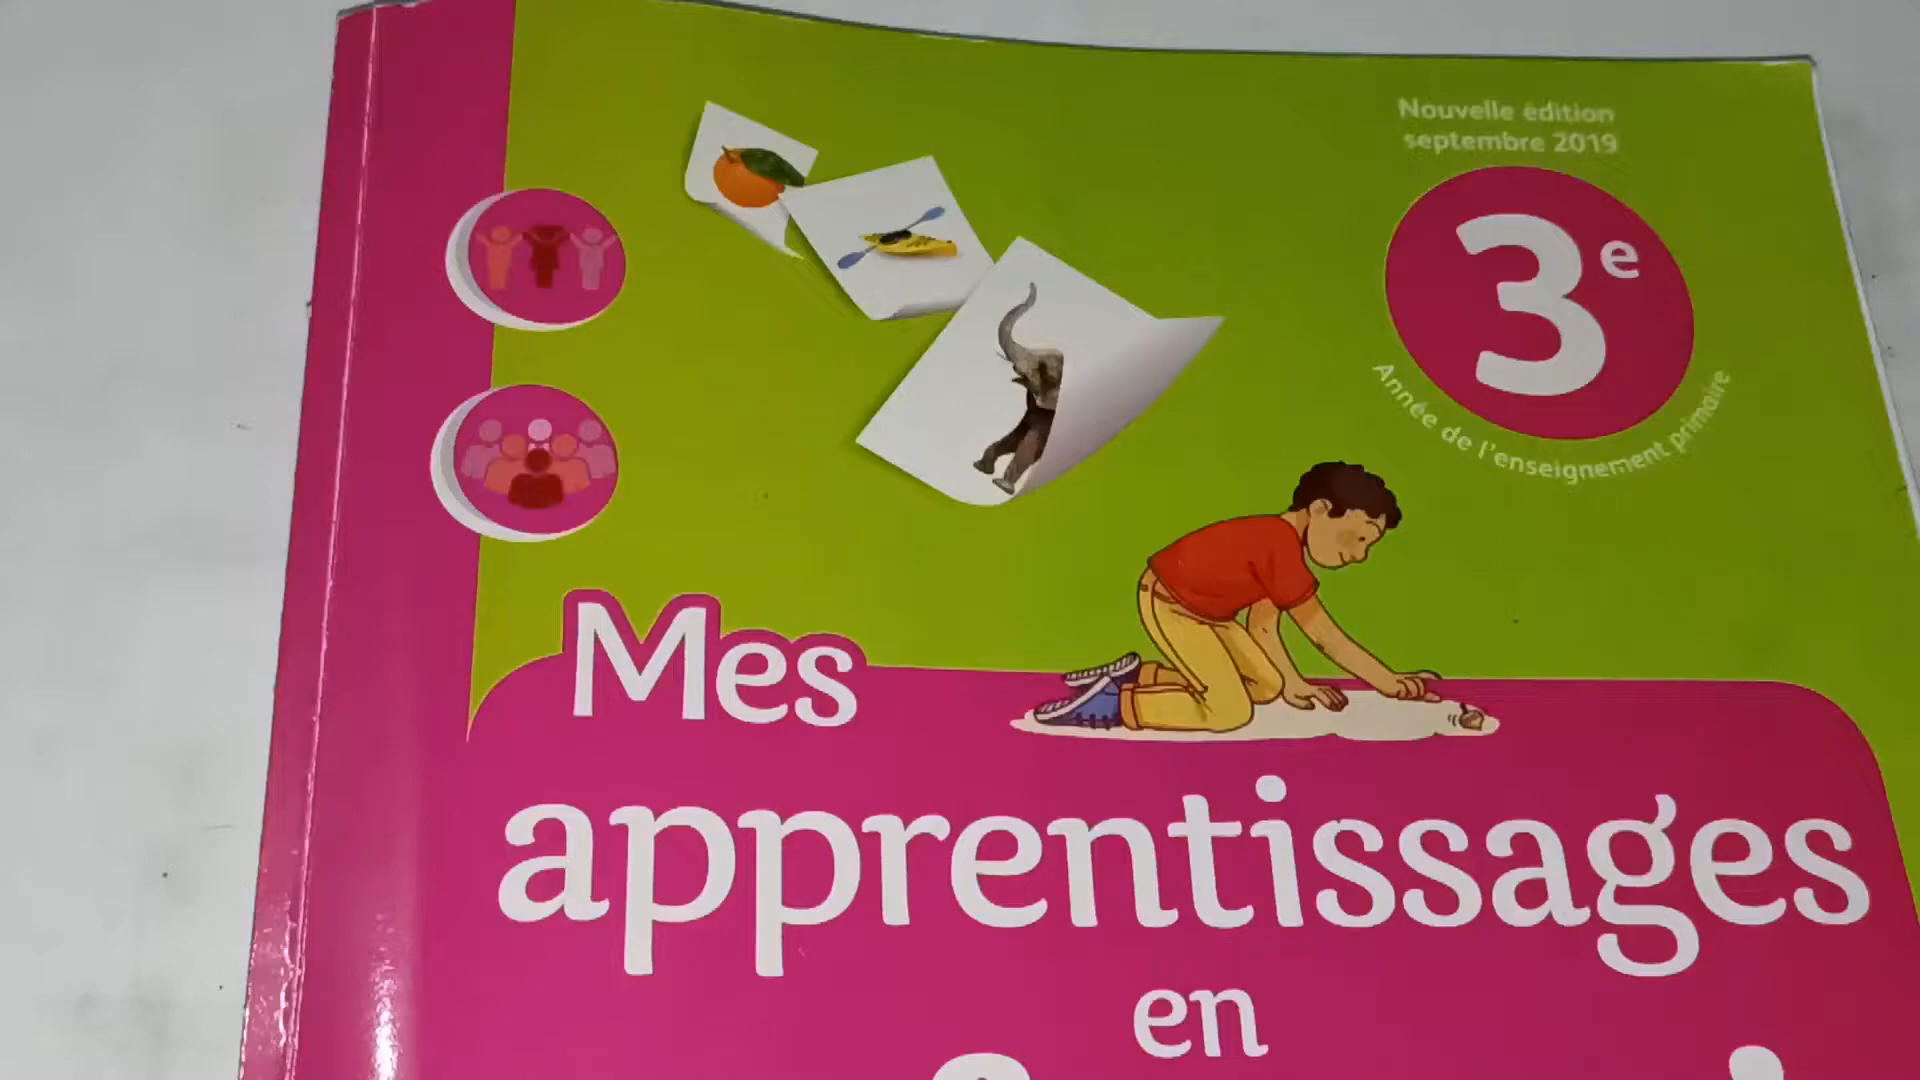 Nouvelle édition
septembre 2019
3e
Année de l'enseignement primaire
Mes
apprentissages
en